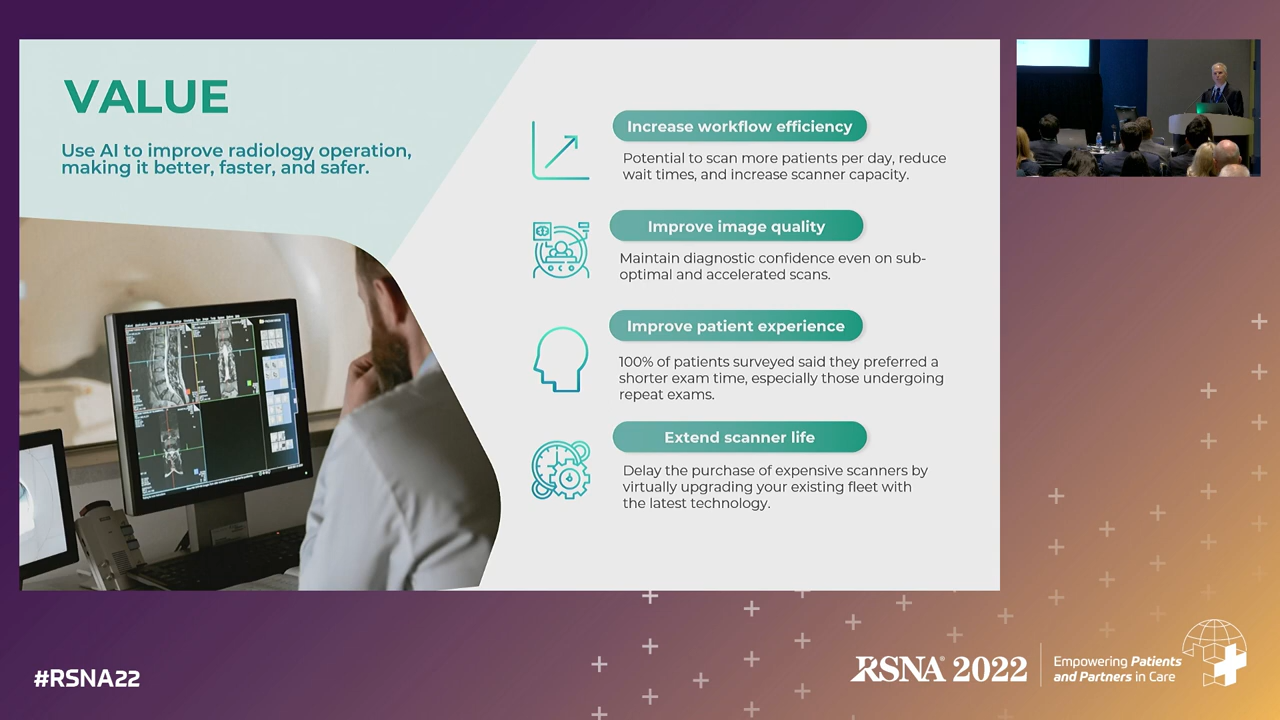 VALUE
Use AI to improve radiology operation,
making it better, faster, and safer.
Increase workflow efficiency
Potential to scan more patients per day, reduce
wait times, and increase scanner capacity.
Improve image quality
Maintain diagnostic confidence even on sub-
optimal and accelerated scans.
Improve patient experience
100% of patients surveyed said they preferred a
shorter exam time, especially those undergoing
repeat exams.
Extend scanner life
Delay the purchase of expensive scanners by
virtually upgrading your existing fleet with
the latest technology.
#RSNA22
RSNA® 2022
Empowering Patients
and Partners in Care